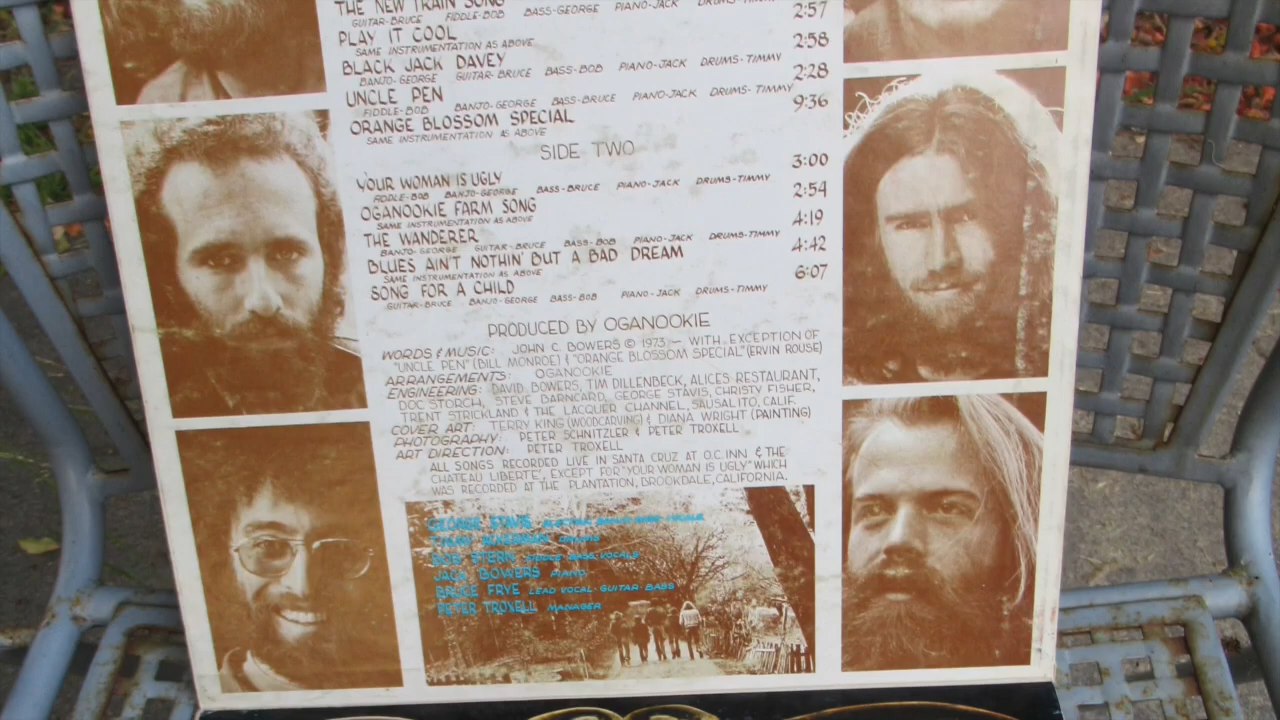 THE NEW TRAIN SONG
GUITAR-BRUCE FIDDLE-BOB BASS-GEORGE PIANO-JACK DRUMS-TIMMY 2:57
PLAY IT COOL
SAME INSTRUMENTATION AS ABOVE 2:58
BLACK JACK DAVEY
BANJO-GEORGE GUITAR-BRUCE BASS-BOB PIANO-JACK DRUMS-TIMMY 2:28
UNCLE PEN
FIDDLE-BOB BANJO-GEORGE BASS-BRUCE PIANO-JACK DRUMS-TIMMY 9:36
ORANGE BLOSSOM SPECIAL
SAME INSTRUMENTATION AS ABOVE
SIDE TWO
YOUR WOMAN IS UGLY 3:00
FIDDLE-BOB BANJO-GEORGE BASS-BRUCE PIANO-JACK DRUMS-TIMMY
OGANOOKIE FARM SONG 2:54
SAME INSTRUMENTATION AS ABOVE
THE WANDERER 4:19
BANJO-GEORGE GUITAR-BRUCE BASS-BOB PIANO-JACK DRUMS-TIMMY
BLUES AIN'T NOTHIN' BUT A BAD DREAM 4:42
SAME INSTRUMENTATION AS ABOVE
SONG FOR A CHILD 6:07
GUITAR-BRUCE BANJO-GEORGE BASS-BOB PIANO-JACK DRUMS-TIMMY
PRODUCED BY OGANOOKIE
WORDS & MUSIC: JOHN C. BOWERS © 1973 — WITH EXCEPTION OF
"UNCLE PEN" (BILL MONROE) & "ORANGE BLOSSOM SPECIAL" (ERVIN ROUSE)
ARRANGEMENTS: OGANOOKIE
ENGINEERING: DAVID BOWERS, TIM DILLENBECK, ALICES RESTAURANT,
DOC STORCH, STEVE BARNCARD, GEORGE STAVIS, CHRISTY FISHER,
TRENT STRICKLAND & THE LACQUER CHANNEL, SAUSALITO, CALIF.
COVER ART: TERRY KING (WOODCARVING) & DIANA WRIGHT (PAINTING)
PHOTOGRAPHY: PETER SCHNITZLER & PETER TROXELL
ART DIRECTION: PETER TROXELL
ALL SONGS RECORDED LIVE IN SANTA CRUZ AT O.C. INN & THE
CHATEAU LIBERTE', EXCEPT FOR "YOUR WOMAN IS UGLY" WHICH
WAS RECORDED AT THE PLANTATION, BROOKDALE, CALIFORNIA.
GEORGE STAVIS ELECTRIC BANJO-BASS-VOCALS
TIMMY ACKERMAN DRUMS
BOB STERN FIDDLE-BASS-VOCALS
JACK BOWERS PIANO
BRUCE FRYE LEAD VOCAL-GUITAR-BASS
PETER TROXELL MANAGER